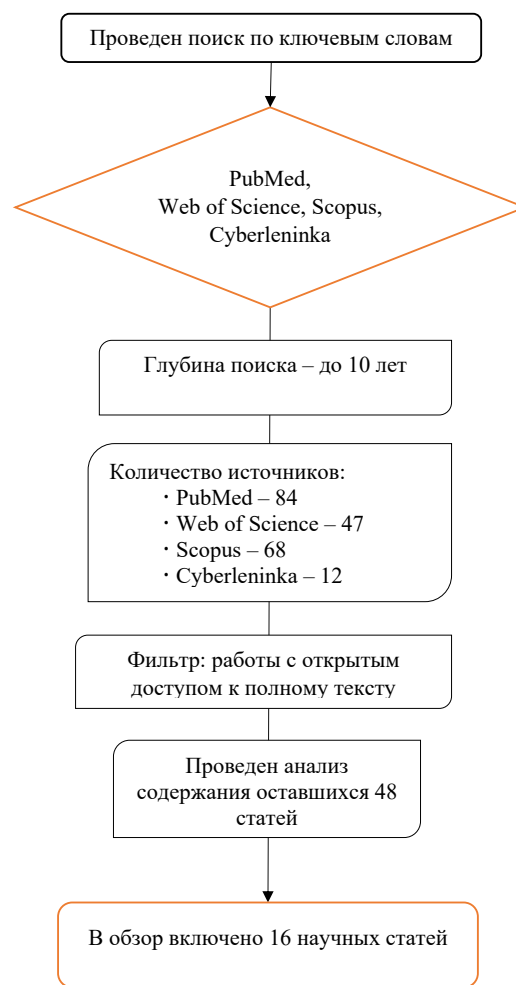 Проведен поиск по ключевым словам
PubMed,
Web of Science, Scopus,
Cyberleninka
Глубина поиска – до 10 лет
Количество источников:
· PubMed – 84
· Web of Science – 47
· Scopus – 68
· Cyberleninka – 12
Фильтр: работы с открытым
доступом к полному тексту
Проведен анализ
содержания оставшихся 48
статей
В обзор включено 16 научных статей